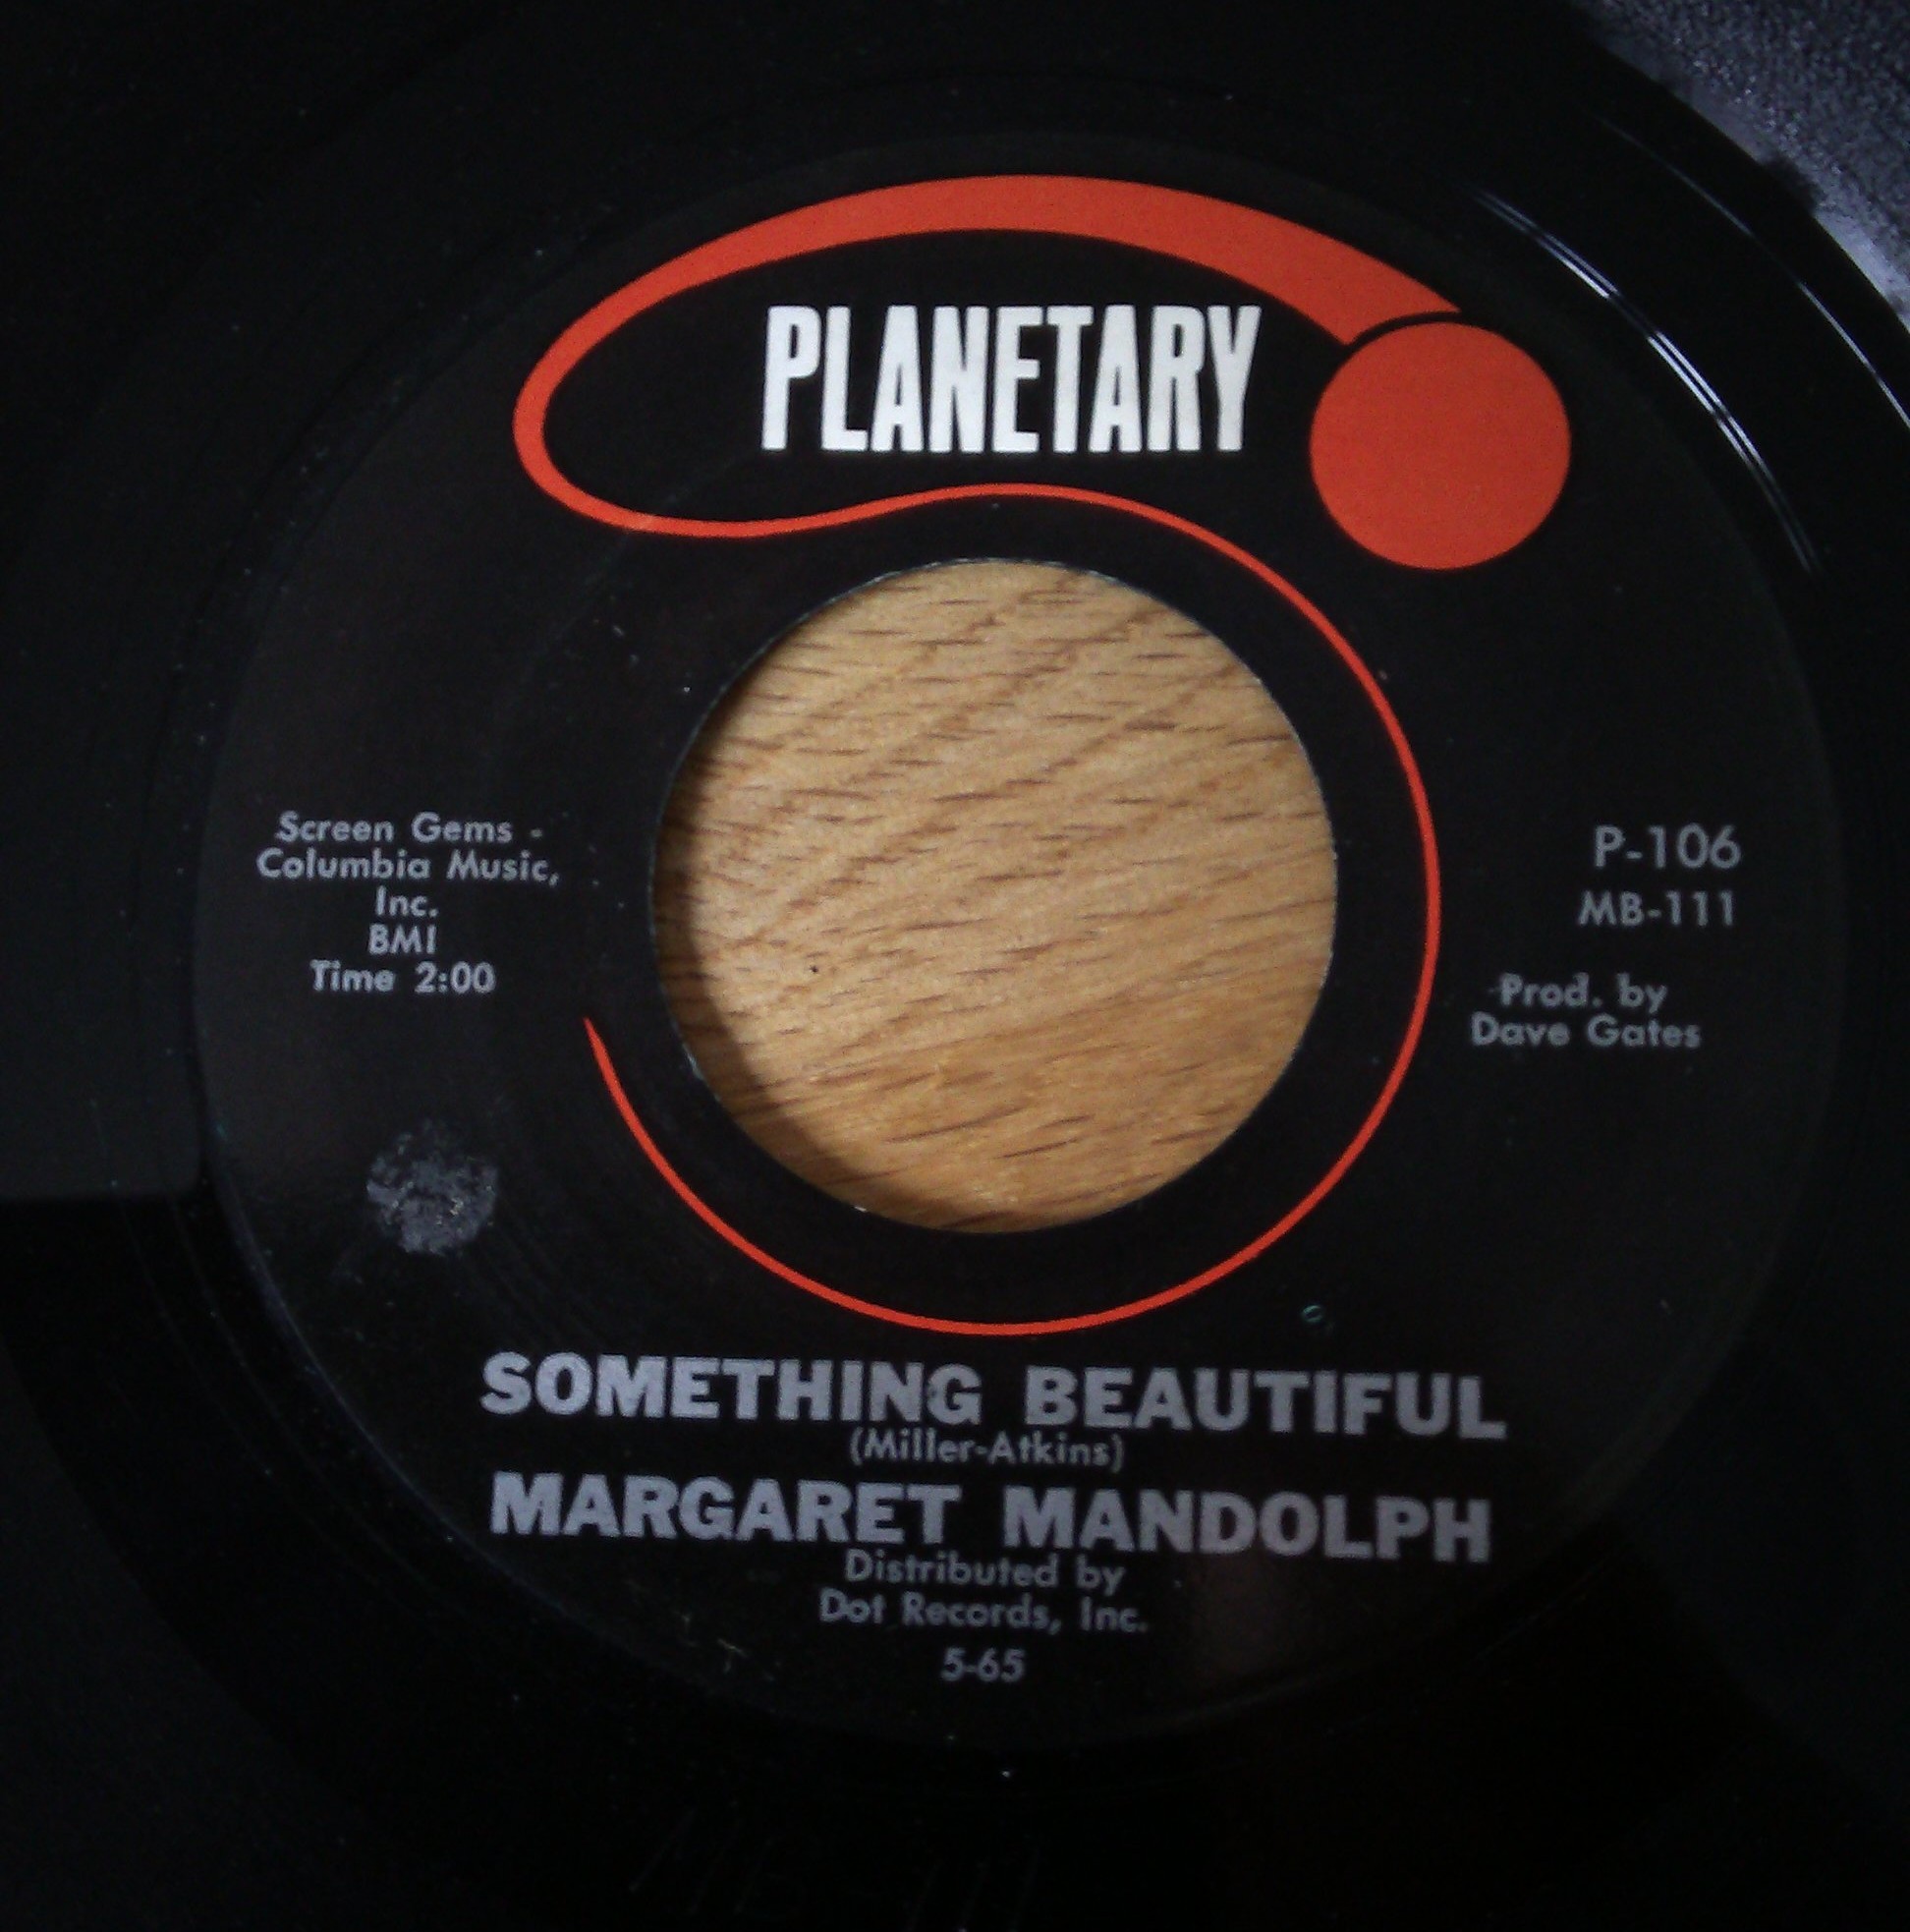 PLANETARY
Screen Gems -
Columbia Music,
Inc.
BMI
Time 2:00
P-106
MB-111
Prod. by
Dave Gates
SOMETHING BEAUTIFUL
(Miller-Atkins)
MARGARET MANDOLPH
Distributed by
Dot Records, Inc.
5-65